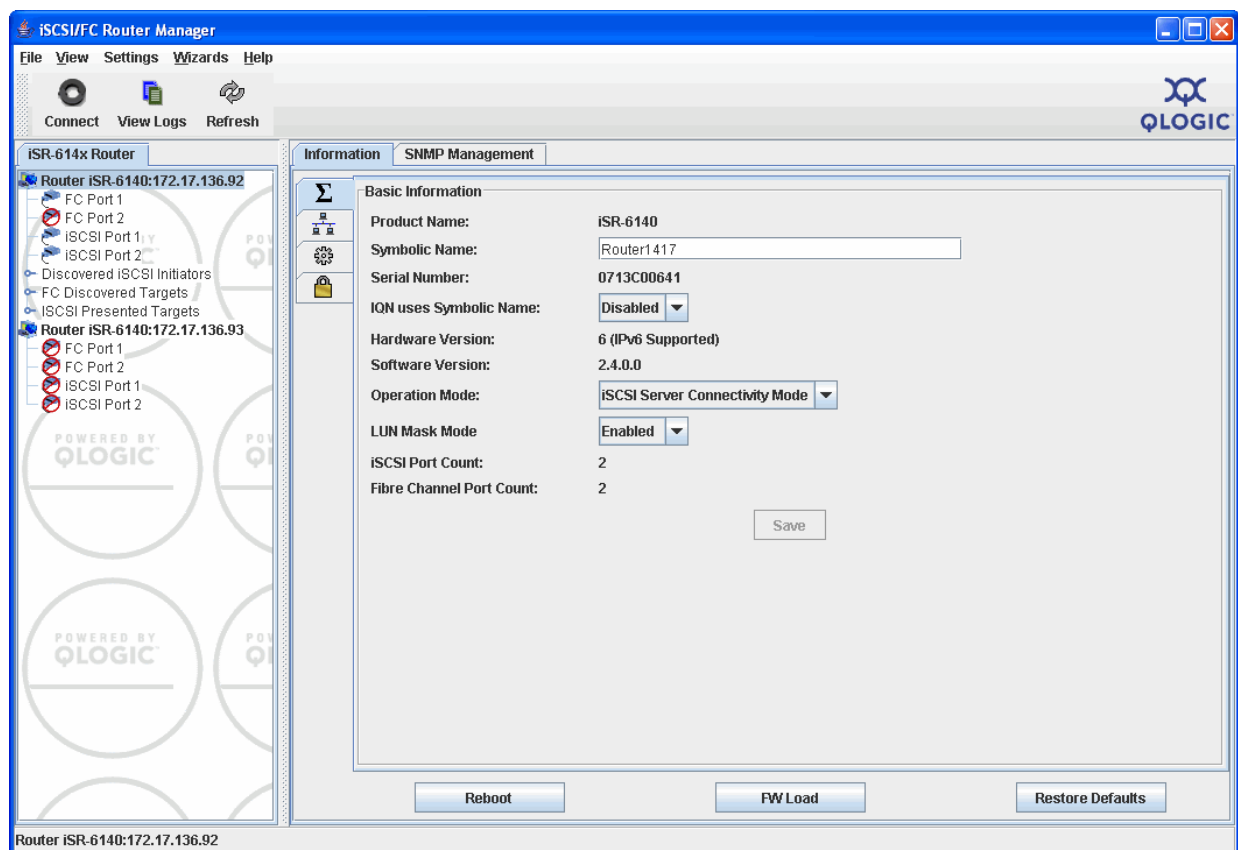 iSCSI/FC Router Manager
File View Settings Wizards Help
Connect View Logs Refresh
QLOGIC
iSR-614x Router
Router iSR-6140:172.17.136.92
FC Port 1
FC Port 2
iSCSI Port 1
iSCSI Port 2
Discovered iSCSI Initiators
FC Discovered Targets
iSCSI Presented Targets
Router iSR-6140:172.17.136.93
FC Port 1
FC Port 2
iSCSI Port 1
iSCSI Port 2
POWERED BY
QLOGIC
POWERED BY
QLOGIC
Information SNMP Management
Σ
Basic Information
Product Name: iSR-6140
Symbolic Name: Router1417
Serial Number: 0713C00641
IQN uses Symbolic Name: Disabled
Hardware Version: 6 (IPv6 Supported)
Software Version: 2.4.0.0
Operation Mode: iSCSI Server Connectivity Mode
LUN Mask Mode Enabled
iSCSI Port Count: 2
Fibre Channel Port Count: 2
Save
Reboot FW Load Restore Defaults
Router iSR-6140:172.17.136.92